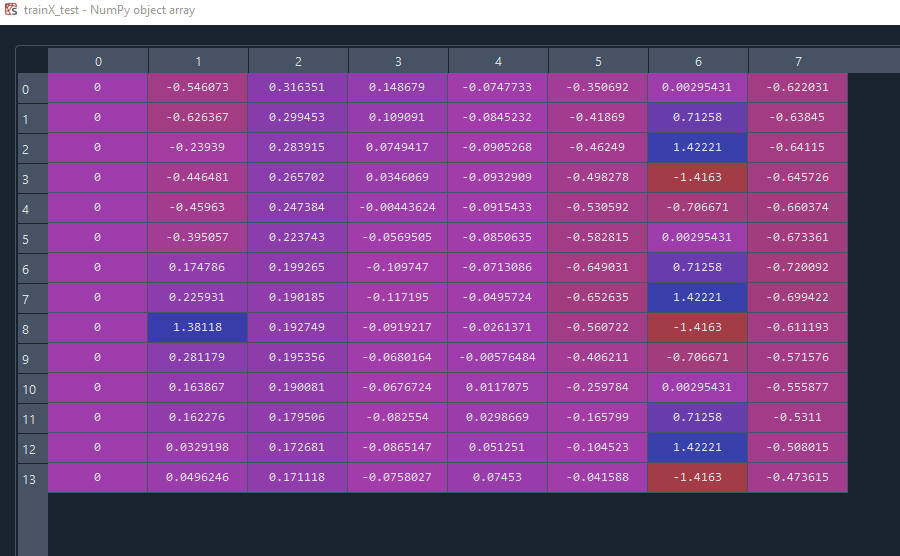 trainX_test - NumPy object array
0 1 2 3 4 5 6 7
0 0 -0.546073 0.316351 0.148679 -0.0747733 -0.350692 0.00295431 -0.622031
1 0 -0.626367 0.299453 0.109091 -0.0845232 -0.41869 0.71258 -0.63845
2 0 -0.23939 0.283915 0.0749417 -0.0905268 -0.46249 1.42221 -0.64115
3 0 -0.446481 0.265702 0.0346069 -0.0932909 -0.498278 -1.4163 -0.645726
4 0 -0.45963 0.247384 -0.00443624 -0.0915433 -0.530592 -0.706671 -0.660374
5 0 -0.395057 0.223743 -0.0569505 -0.0850635 -0.582815 0.00295431 -0.673361
6 0 0.174786 0.199265 -0.109747 -0.0713086 -0.649031 0.71258 -0.720092
7 0 0.225931 0.190185 -0.117195 -0.0495724 -0.652635 1.42221 -0.699422
8 0 1.38118 0.192749 -0.0919217 -0.0261371 -0.560722 -1.4163 -0.611193
9 0 0.281179 0.195356 -0.0680164 -0.00576484 -0.406211 -0.706671 -0.571576
10 0 0.163867 0.190081 -0.0676724 0.0117075 -0.259784 0.00295431 -0.555877
11 0 0.162276 0.179506 -0.082554 0.0298669 -0.165799 0.71258 -0.5311
12 0 0.0329198 0.172681 -0.0865147 0.051251 -0.104523 1.42221 -0.508015
13 0 0.0496246 0.171118 -0.0758027 0.07453 -0.041588 -1.4163 -0.473615